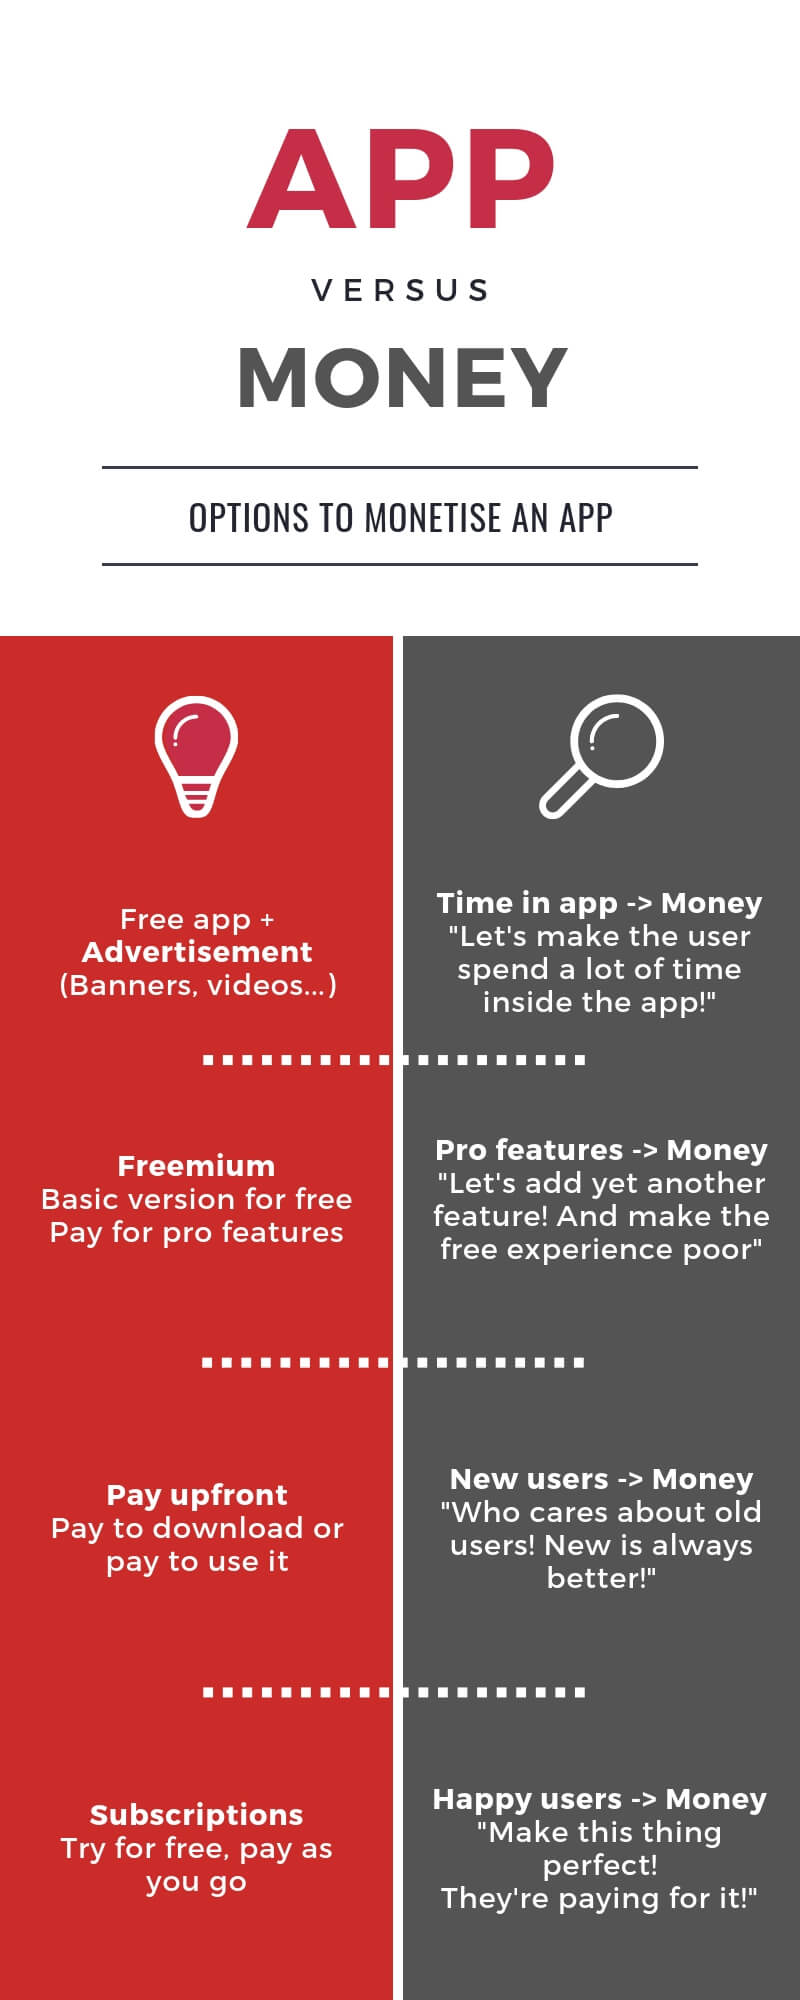 APP
VERSUS
MONEY
OPTIONS TO MONETISE AN APP
Free app +
Advertisement
(Banners, videos...)
Time in app -> Money
"Let's make the user
spend a lot of time
inside the app!"
Freemium
Basic version for free
Pay for pro features
Pro features -> Money
"Let's add yet another
feature! And make the
free experience poor"
Pay upfront
Pay to download or
pay to use it
New users -> Money
"Who cares about old
users! New is always
better!"
Subscriptions
Try for free, pay as
you go
Happy users -> Money
"Make this thing
perfect!
They're paying for it!"